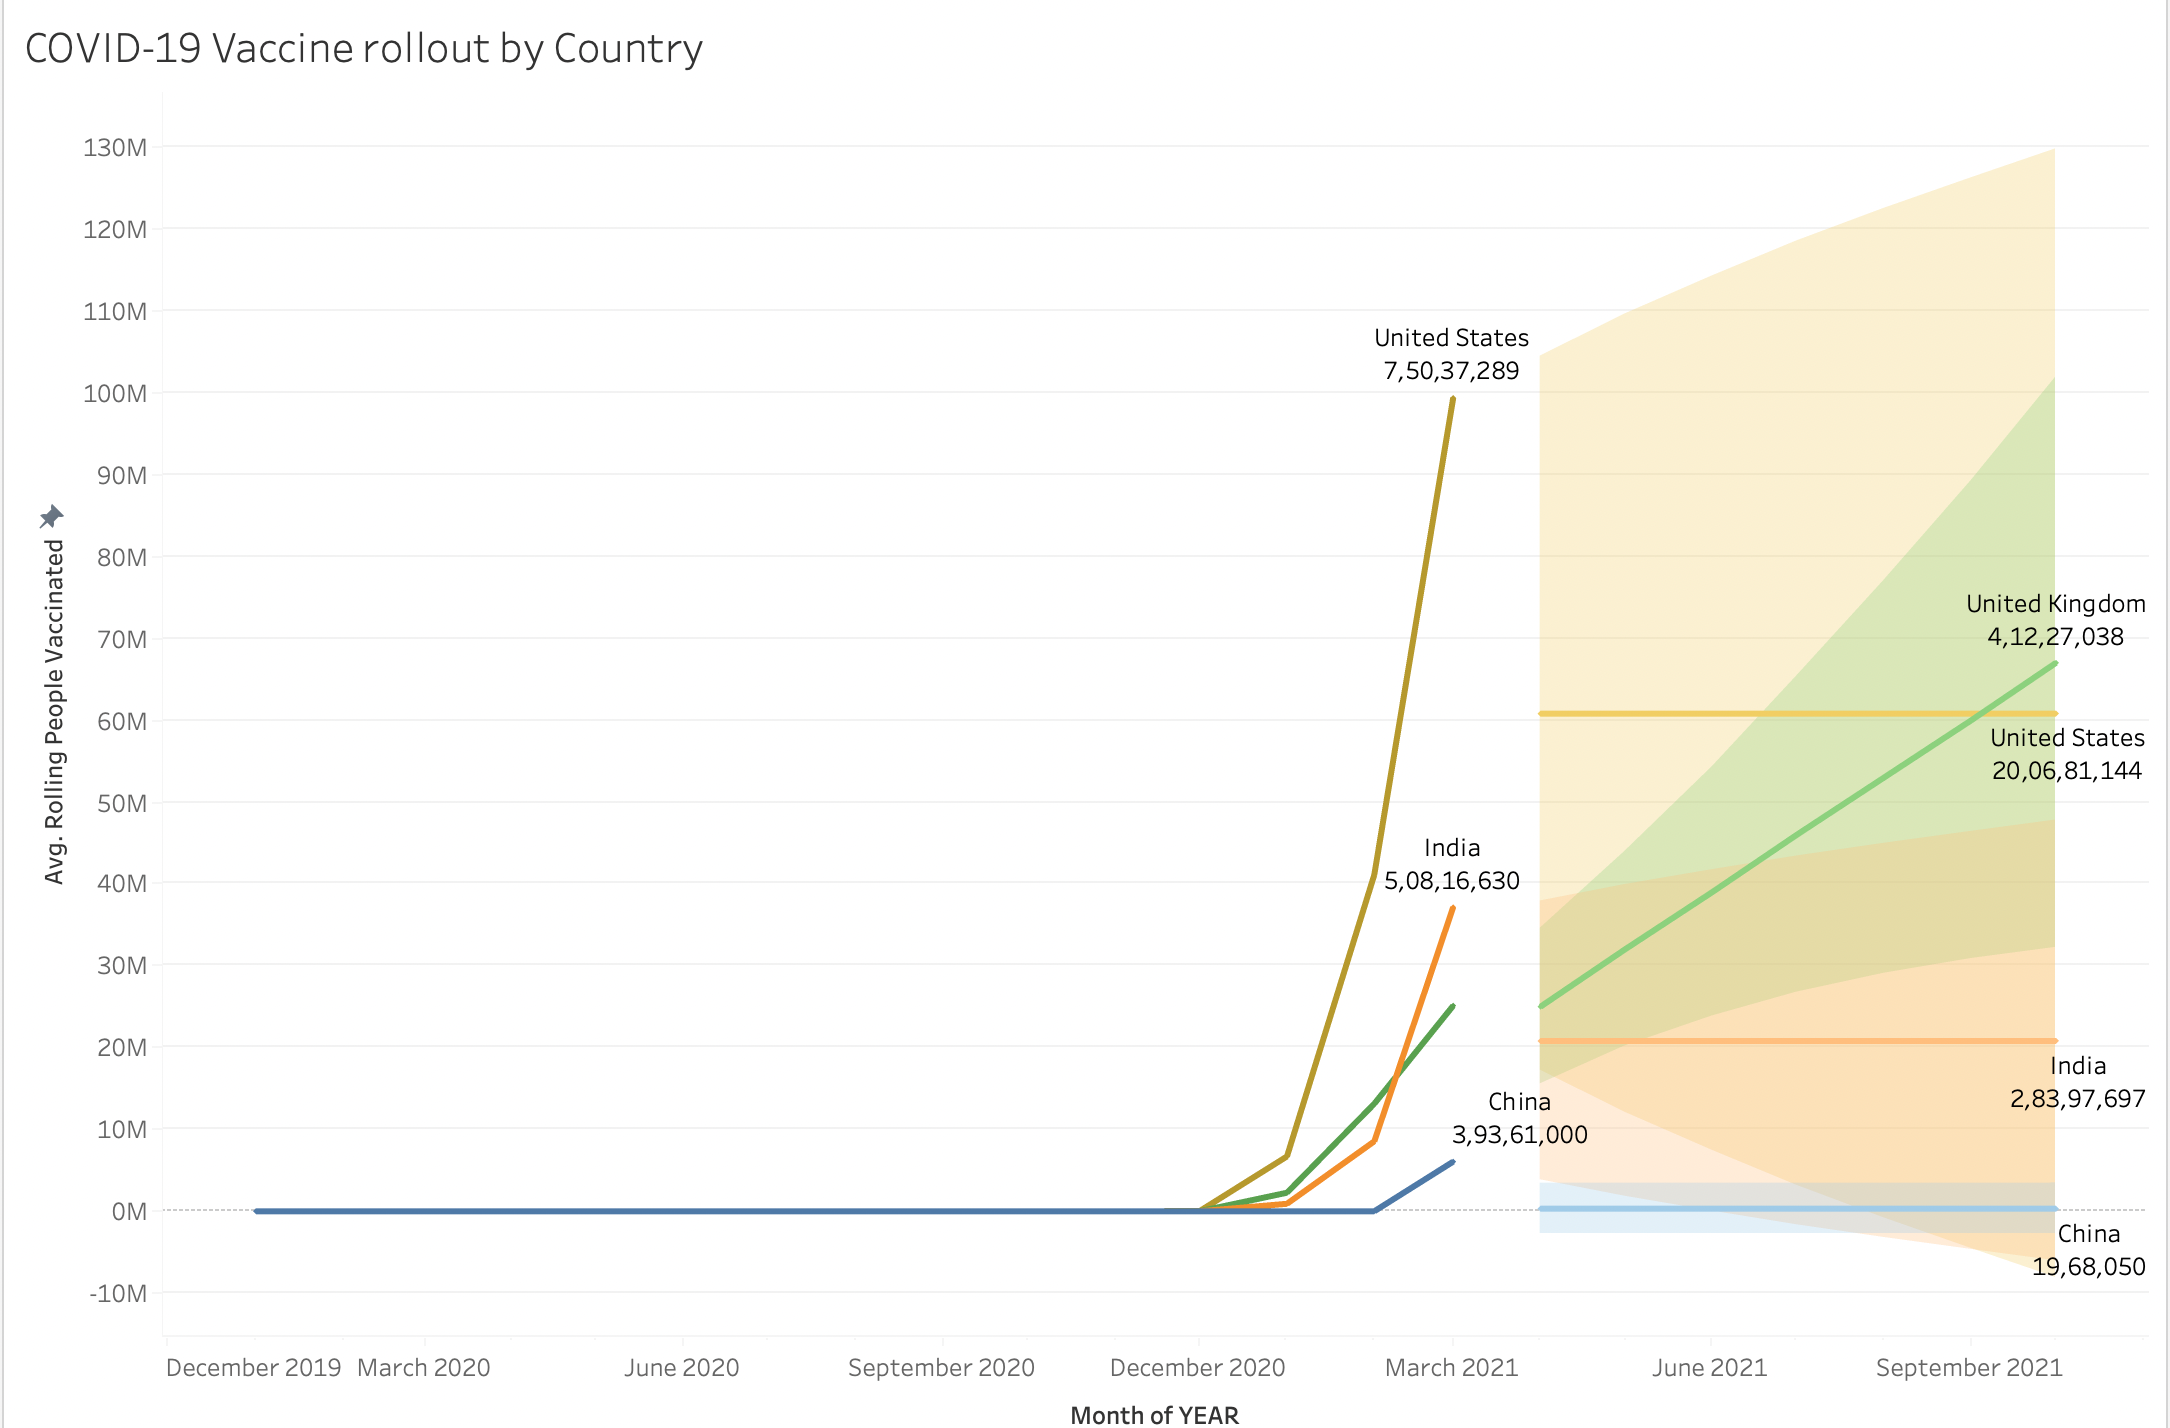 COVID-19 Vaccine rollout by Country
130M
120M
110M
100M
90M
80M
70M
60M
50M
40M
30M
20M
10M
0M
-10M
Avg. Rolling People Vaccinated
United States
7,50,37,289
India
5,08,16,630
China
3,93,61,000
United Kingdom
4,12,27,038
United States
20,06,81,144
India
2,83,97,697
China
19,68,050
December 2019 March 2020 June 2020 September 2020 December 2020 March 2021 June 2021 September 2021
Month of YEAR